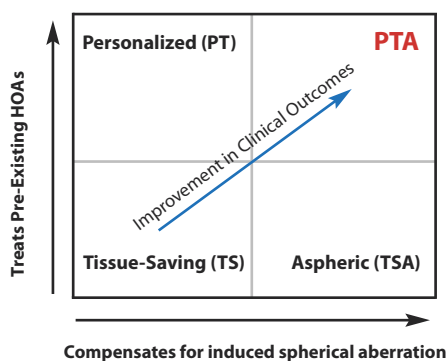 Personalized (PT)
PTA
Treats Pre-Existing HOAs
Improvement in Clinical Outcomes
Tissue-Saving (TS)
Aspheric (TSA)
Compensates for induced spherical aberration